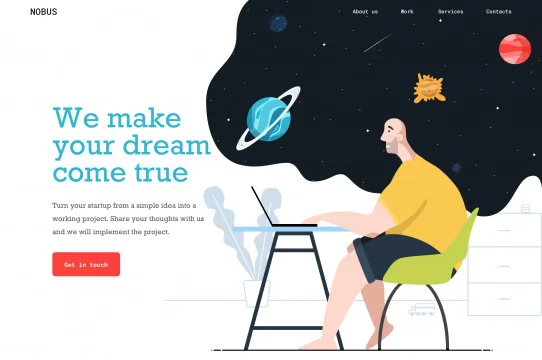 NOBUS
About us Work Services Contacts
We make
your dream
come true
Turn your startup from a simple idea into a
working project. Share your thoughts with us
and we will implement the project.
Get in touch